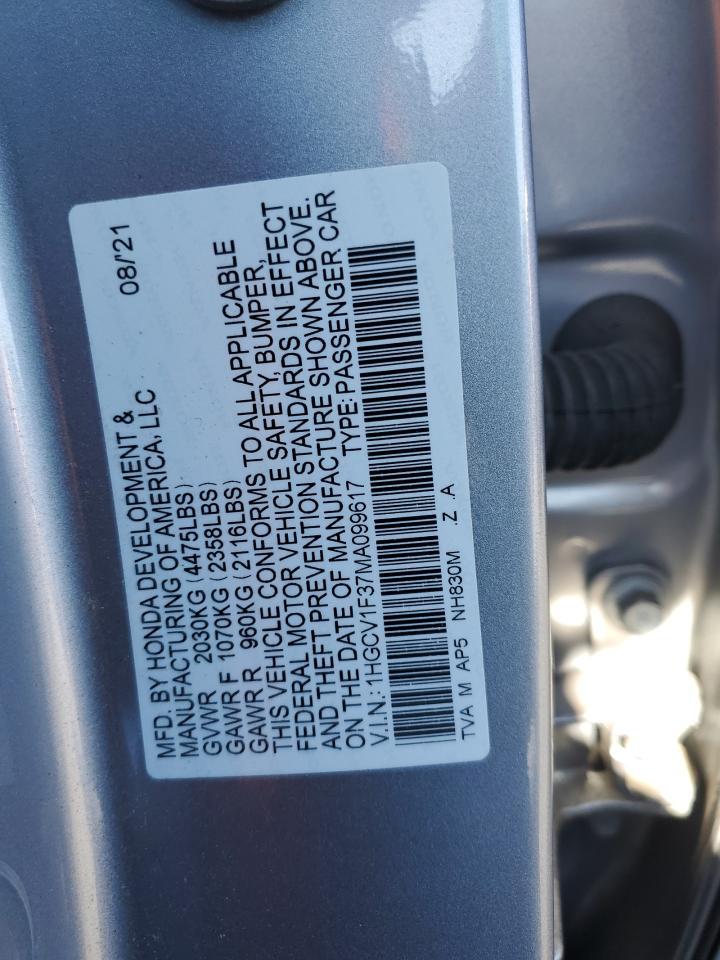 MFD. BY HONDA DEVELOPMENT & 08/'21
MANUFACTURING OF AMERICA, LLC
GVWR 2030KG (4475LBS)
GAWR F 1070KG (2358LBS)
GAWR R 960KG (2116LBS)
THIS VEHICLE CONFORMS TO ALL APPLICABLE
FEDERAL MOTOR VEHICLE SAFETY, BUMPER,
AND THEFT PREVENTION STANDARDS IN EFFECT
ON THE DATE OF MANUFACTURE SHOWN ABOVE.
V.I.N.: 1HGCV1F37MA099617 TYPE: PASSENGER CAR
TVA M AP5 NH830M .Z .A